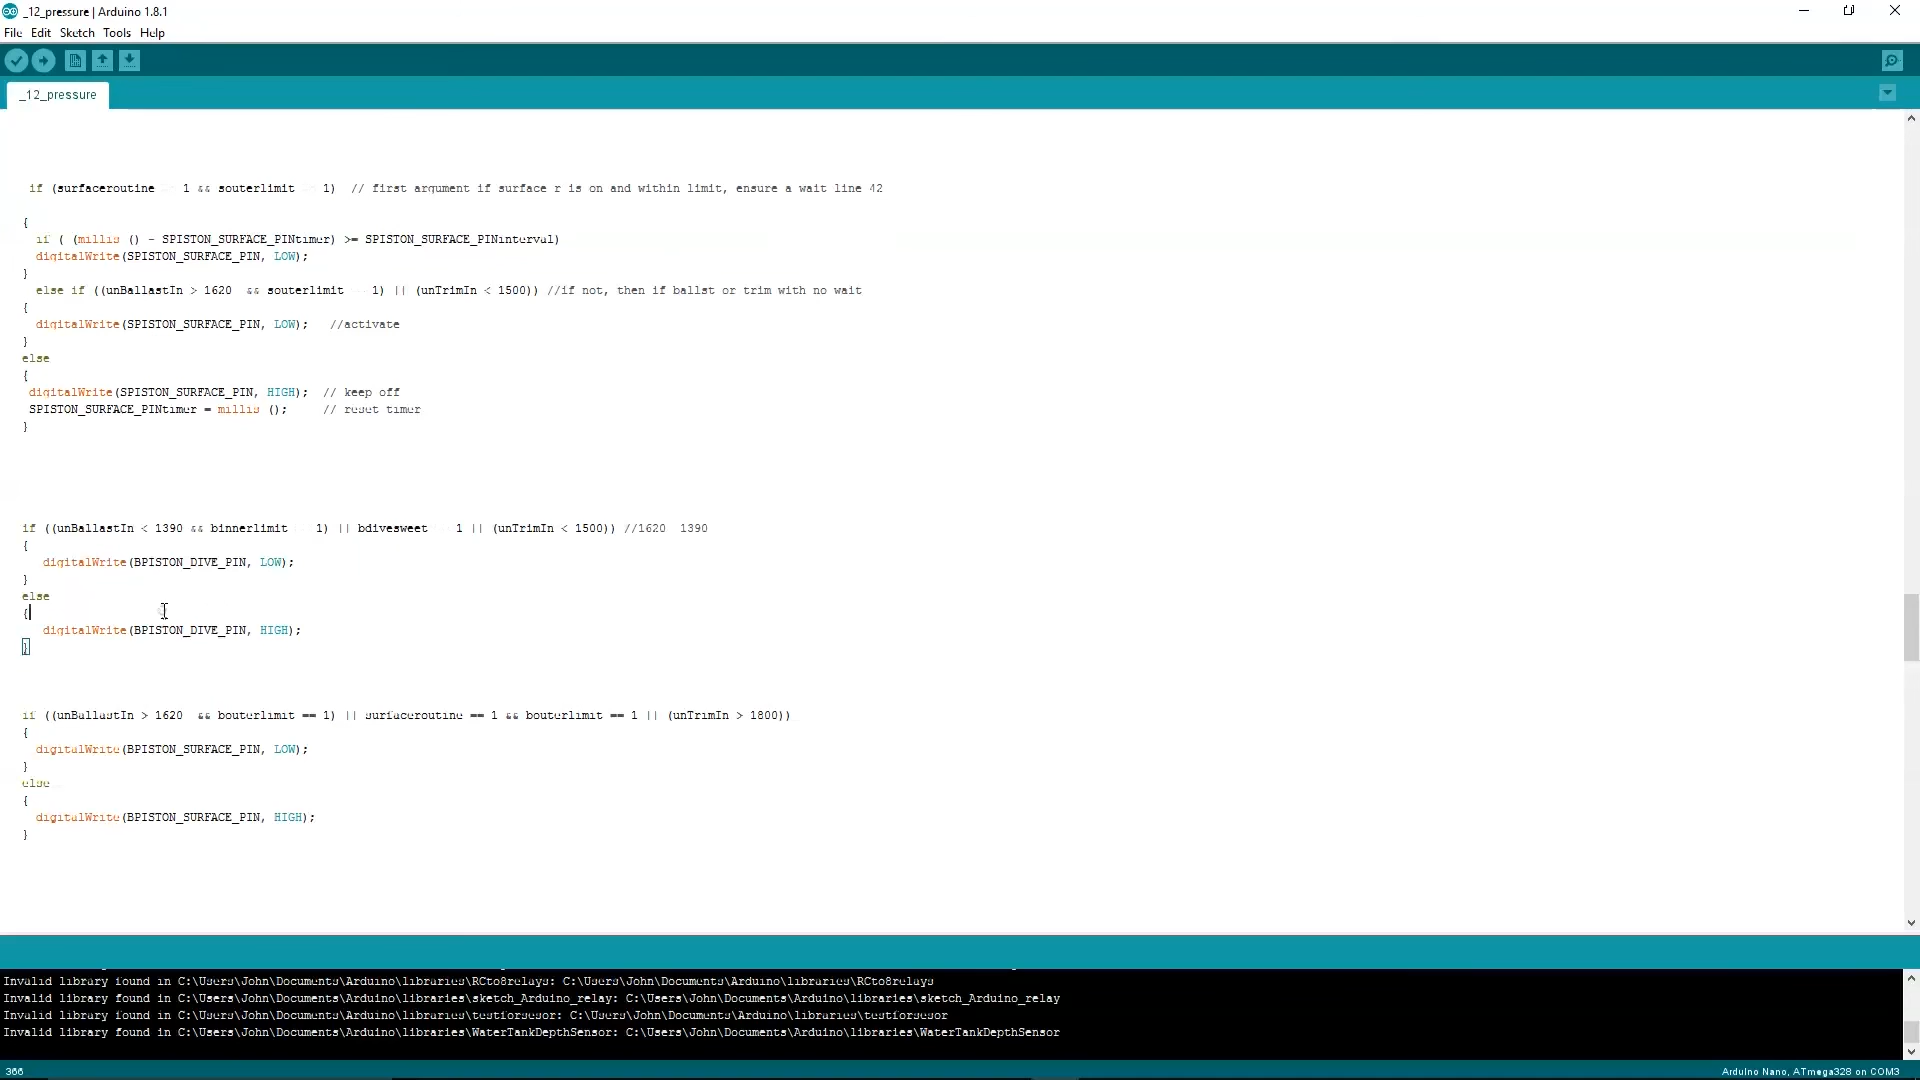 _12_pressure | Arduino 1.8.1
File Edit Sketch Tools Help
_12_pressure
if (surfaceroutine 1 && souterlimit 1) // first argument if surface r is on and within limit, ensure a wait line 42
{
if ( (millis () - SPISTON_SURFACE_PINtimer) >= SPISTON_SURFACE_PINinterval)
digitalWrite(SPISTON_SURFACE_PIN, LOW);
}
else if ((unBallastIn > 1620 && souterlimit 1) || (unTrimIn < 1500)) //if not, then if ballst or trim with no wait
{
digitalWrite(SPISTON_SURFACE_PIN, LOW); //activate
}
else
{
digitalWrite(SPISTON_SURFACE_PIN, HIGH); // keep off
SPISTON_SURFACE_PINtimer = millis (); // reset timer
}
if ((unBallastIn < 1390 && binnerlimit 1) || bdivesweet 1 || (unTrimIn < 1500)) //1620 1390
{
digitalWrite(BPISTON_DIVE_PIN, LOW);
}
else
{
digitalWrite(BPISTON_DIVE_PIN, HIGH);
}
if ((unBallastIn > 1620 && bouterlimit == 1) || surfaceroutine == 1 && bouterlimit == 1 || (unTrimIn > 1800))
{
digitalWrite(BPISTON_SURFACE_PIN, LOW);
}
else
{
digitalWrite(BPISTON_SURFACE_PIN, HIGH);
}
Invalid library found in C:\Users\John\Documents\Arduino\libraries\RCto8relays: C:\Users\John\Documents\Arduino\libraries\RCto8relays
Invalid library found in C:\Users\John\Documents\Arduino\libraries\sketch_Arduino_relay: C:\Users\John\Documents\Arduino\libraries\sketch_Arduino_relay
Invalid library found in C:\Users\John\Documents\Arduino\libraries\testforsesor: C:\Users\John\Documents\Arduino\libraries\testforsesor
Invalid library found in C:\Users\John\Documents\Arduino\libraries\WaterTankDepthSensor: C:\Users\John\Documents\Arduino\libraries\WaterTankDepthSensor
366
Arduino Nano, ATmega328 on COM3